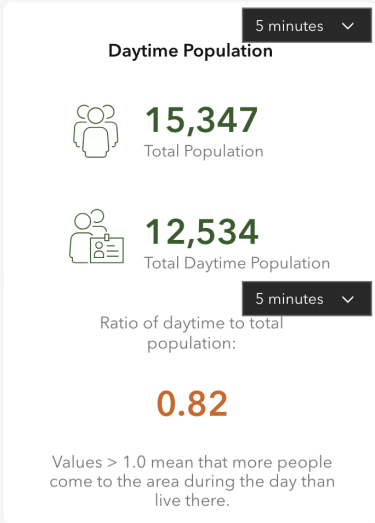 5 minutes
Daytime Population
15,347
Total Population
12,534
Total Daytime Population
5 minutes
Ratio of daytime to total
population:
0.82
Values > 1.0 mean that more people
come to the area during the day than
live there.